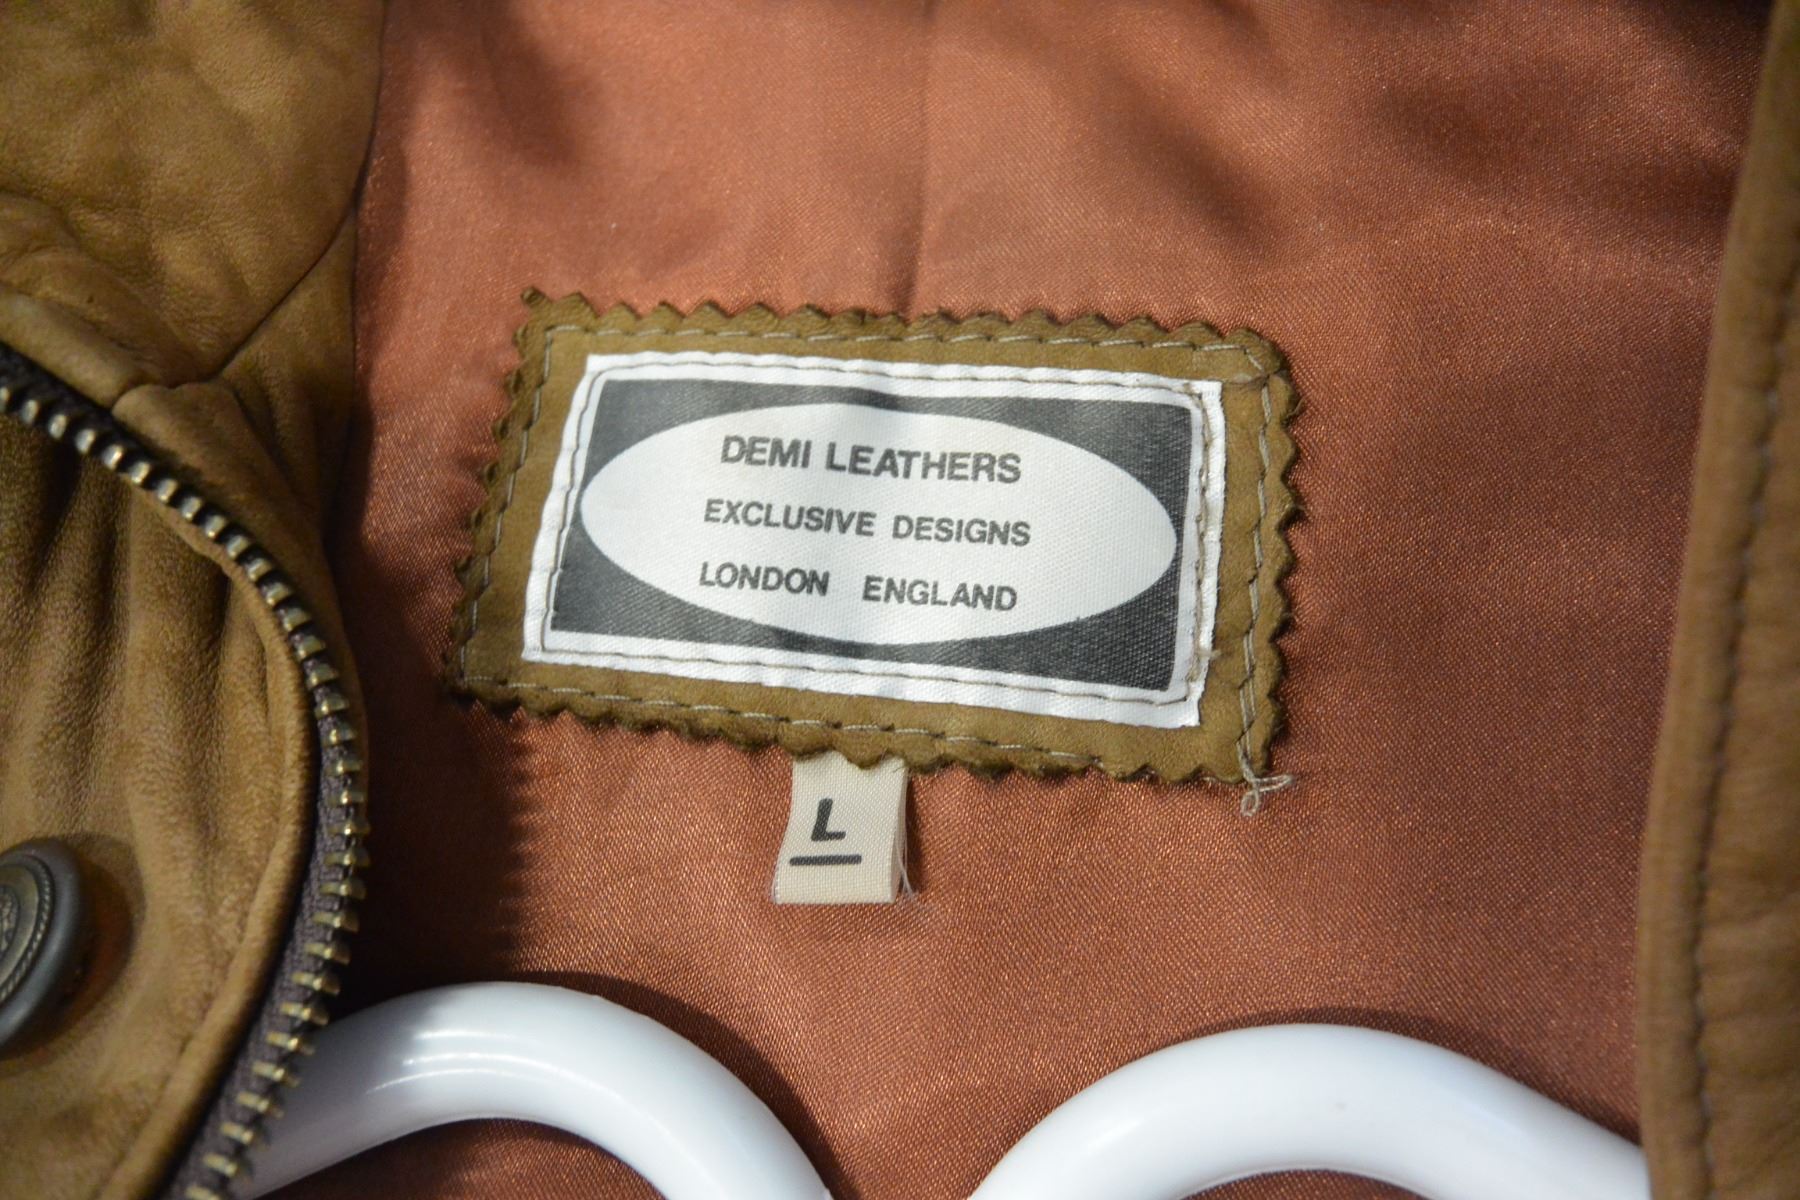 DEMI LEATHERS
EXCLUSIVE DESIGNS
LONDON ENGLAND
L